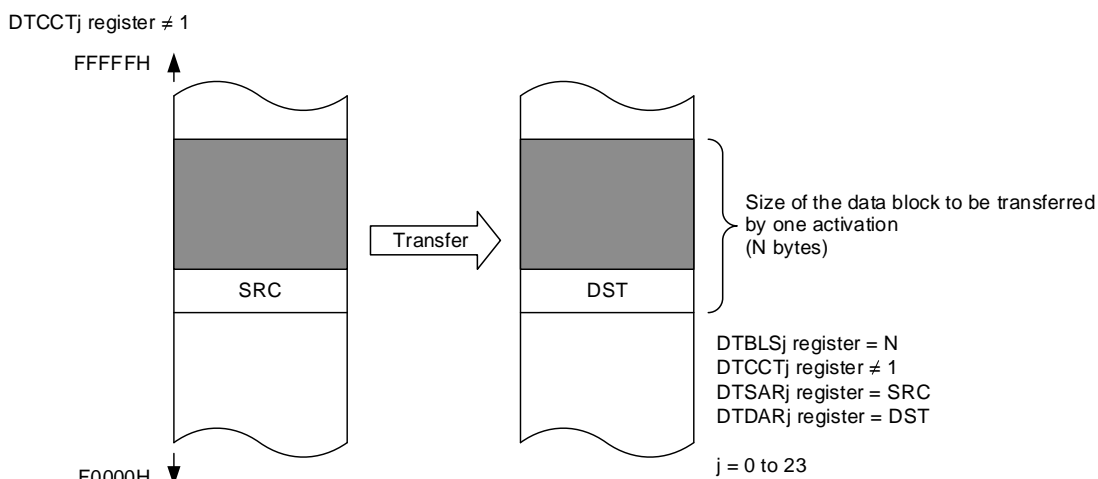 DTCCTj register ≠ 1
FFFFFH
SRC
Transfer
DST
Size of the data block to be transferred
by one activation
(N bytes)
DTBLSj register = N
DTCCTj register ≠ 1
DTSARj register = SRC
DTDARj register = DST
j = 0 to 23
F0000H